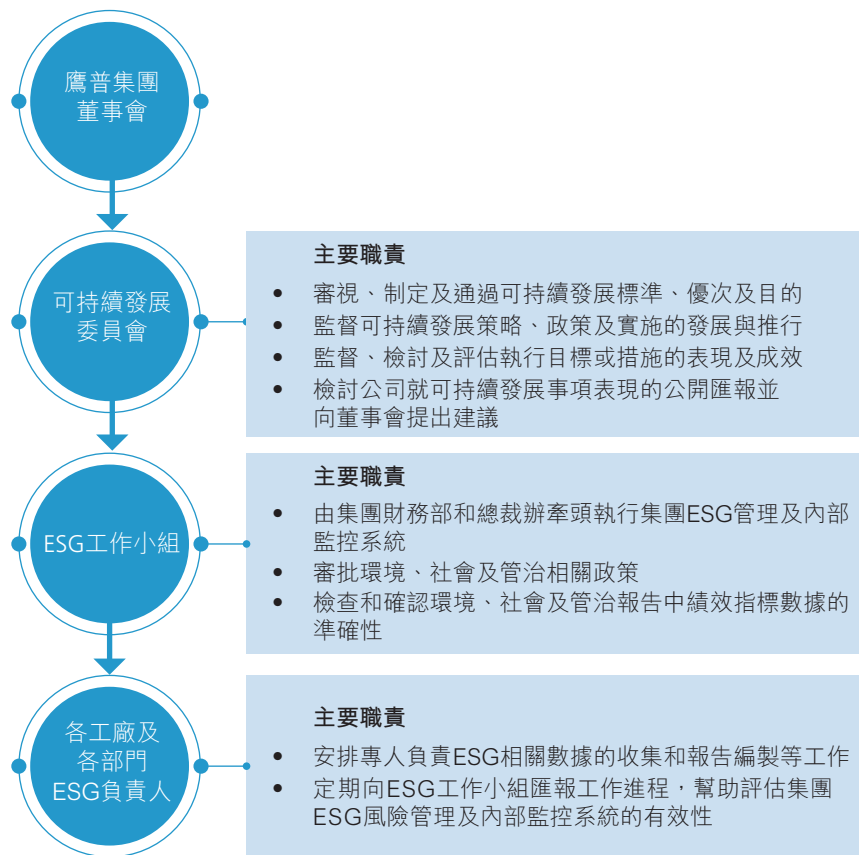 鷹普集團
董事會
可持續發展
委員會
主要職責
• 審視、制定及通過可持續發展標準、優次及目的
• 監督可持續發展策略、政策及實施的發展與推行
• 監督、檢討及評估執行目標或措施的表現及成效
• 檢討公司就可持續發展事項表現的公開匯報並
向董事會提出建議
ESG工作小組
主要職責
• 由集團財務部和總裁辦牽頭執行集團ESG管理及內部
監控系統
• 審批環境、社會及管治相關政策
• 檢查和確認環境、社會及管治報告中績效指標數據的
準確性
各工廠及
各部門
ESG負責人
主要職責
• 安排專人負責ESG相關數據的收集和報告編製等工作
• 定期向ESG工作小組匯報工作進程，幫助評估集團
ESG風險管理及內部監控系統的有效性